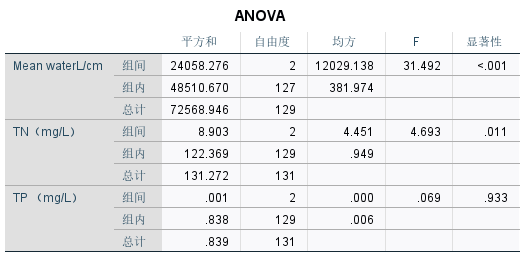 ANOVA
平方和 自由度 均方 F 显著性
Mean waterL/cm 组间 24058.276 2 12029.138 31.492 <.001
组内 48510.670 127 381.974
总计 72568.946 129
TN（mg/L） 组间 8.903 2 4.451 4.693 .011
组内 122.369 129 .949
总计 131.272 131
TP （mg/L） 组间 .001 2 .000 .069 .933
组内 .838 129 .006
总计 .839 131